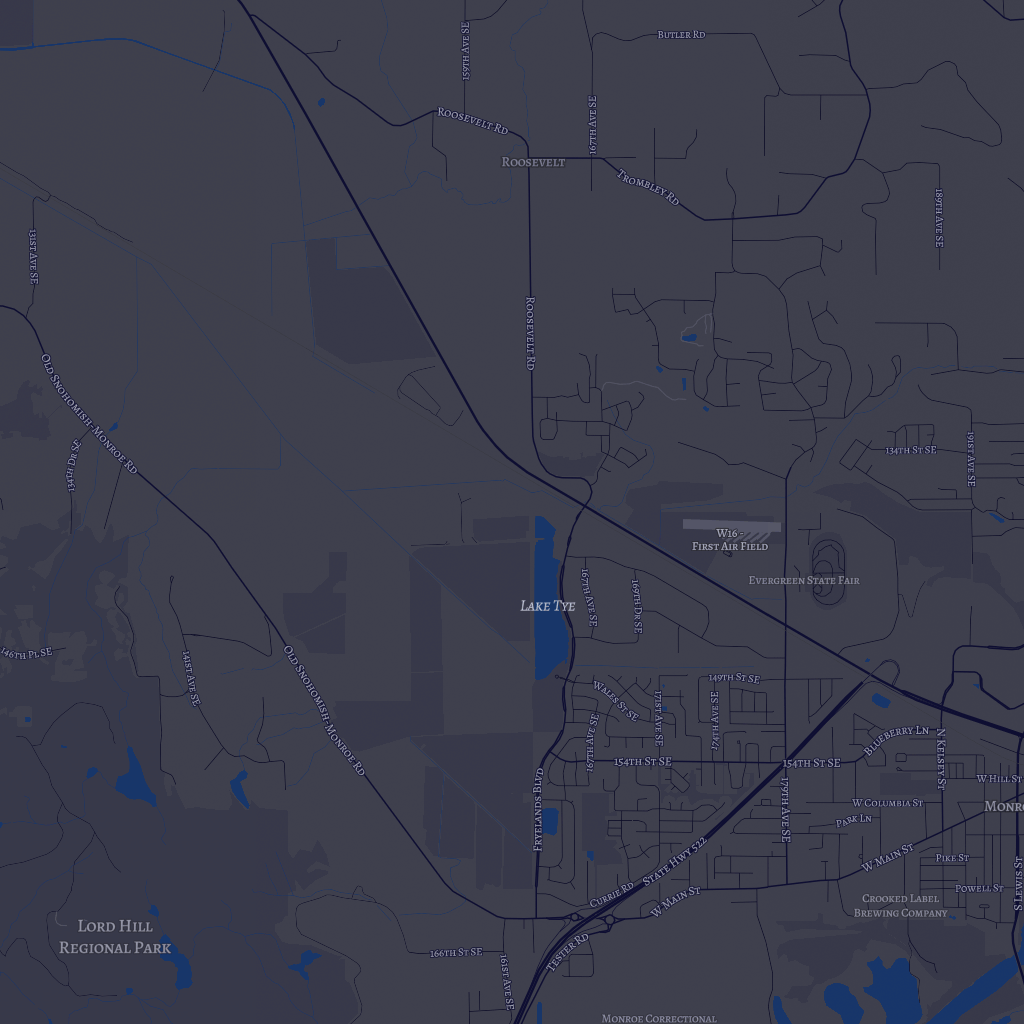 Butler Rd
159th Ave SE
167th Ave SE
Roosevelt Rd
Roosevelt
Trombley Rd
189th Ave SE
131st Ave SE
Roosevelt Rd
Old Snohomish-Monroe Rd
134th Dr SE
134th St SE
191st Ave SE
W16 -
First Air Field
Evergreen State Fair
Lake Tye
167th Ave SE
169th Dr SE
146th Pl SE
141st Ave SE
Old Snohomish-Monroe Rd
149th St SE
Wales St SE
171st Ave SE
174th Ave SE
167th Ave SE
154th St SE
154th St SE
Blueberry Ln
N Kelsey St
W Hill St
Fryelands Blvd
179th Ave SE
W Columbia St
Park Ln
Monro
State Hwy 522
W Main St
Pike St
Powell St
S Lewis St
Currie Rd
W Main St
Crooked Label
Brewing Company
Lord Hill
Regional Park
166th St SE
161st Ave SE
Tester Rd
Monroe Correctional